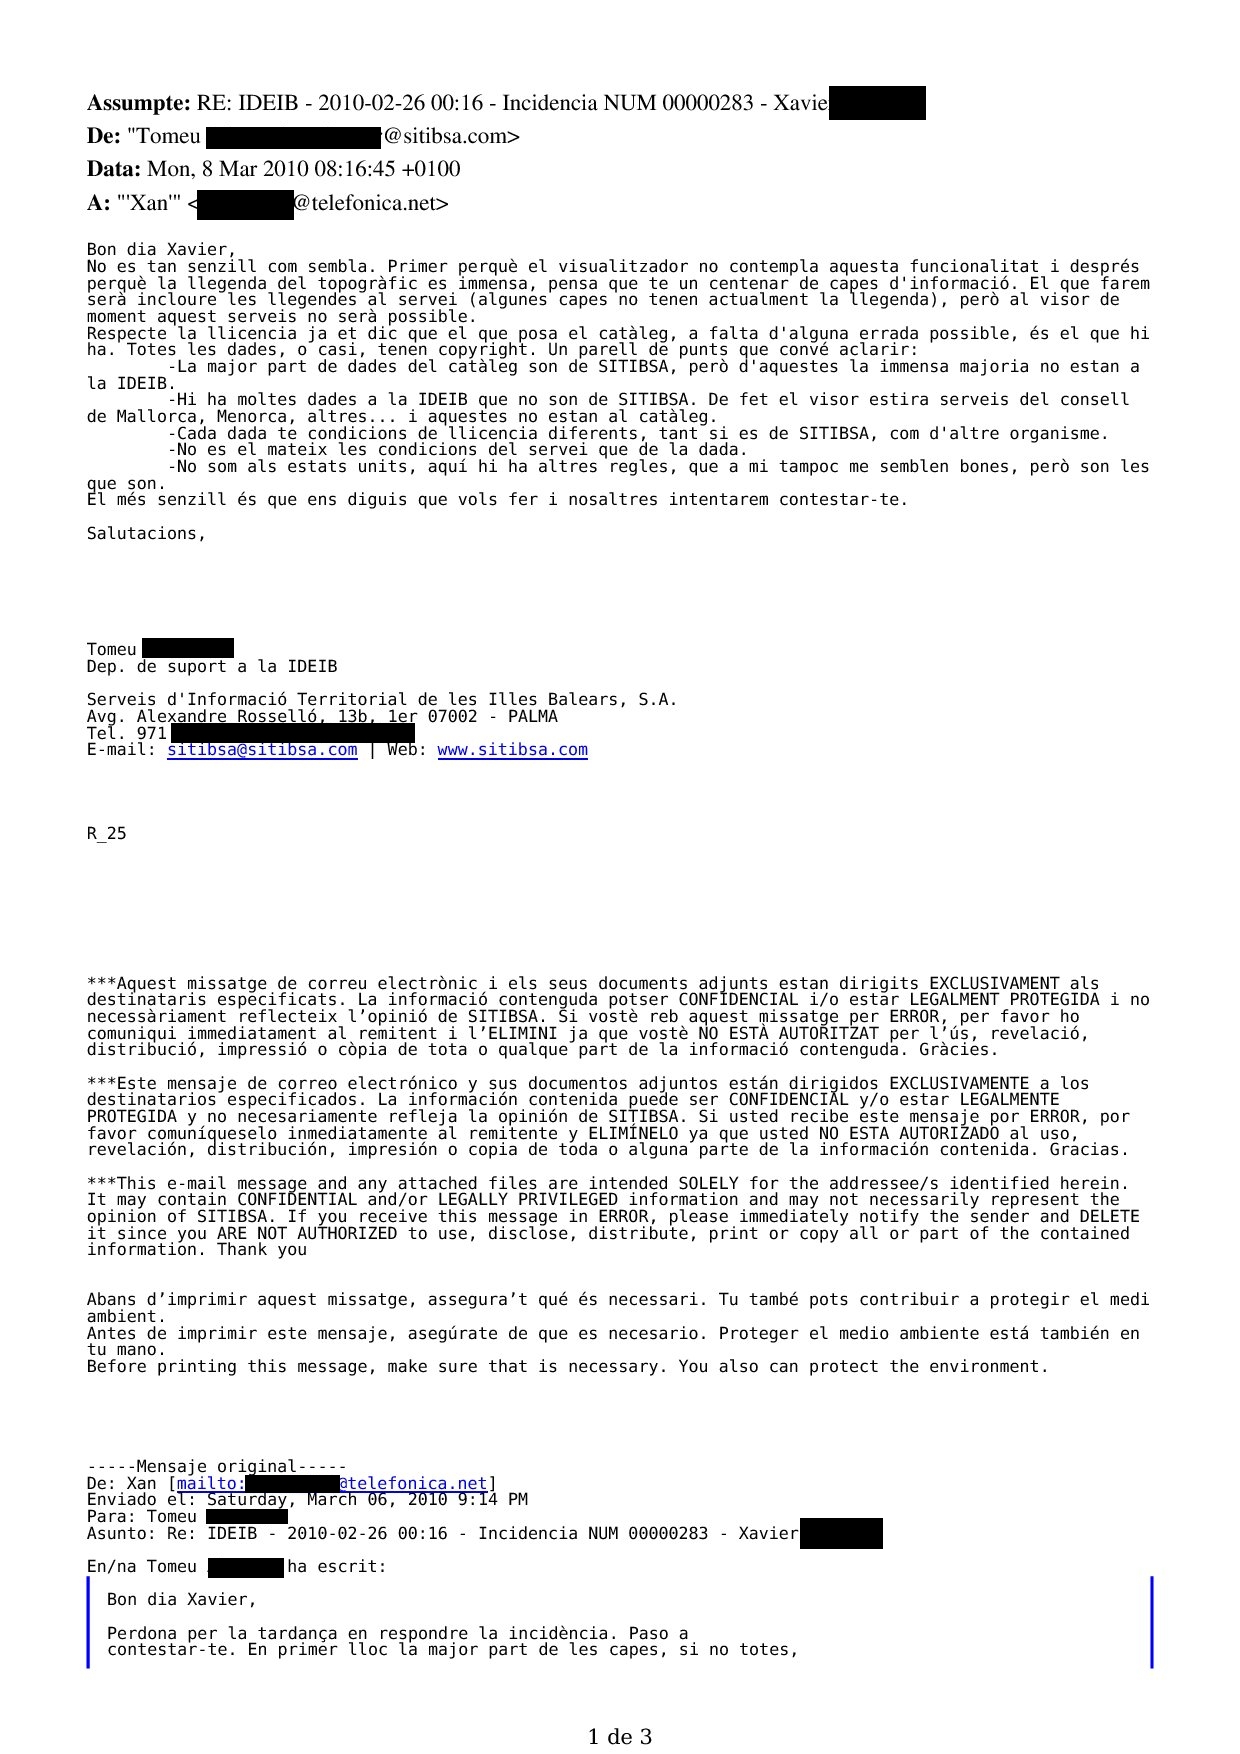 Assumpte: RE: IDEIB - 2010-02-26 00:16 - Incidencia NUM 00000283 - Xavie
De: "Tomeu @sitibsa.com>
Data: Mon, 8 Mar 2010 08:16:45 +0100
A: "'Xan'" < @telefonica.net>
Bon dia Xavier,
No es tan senzill com sembla. Primer perquè el visualitzador no contempla aquesta funcionalitat i després
perquè la llegenda del topogràfic es immensa, pensa que te un centenar de capes d'informació. El que farem
serà incloure les llegendes al servei (algunes capes no tenen actualment la llegenda), però al visor de
moment aquest serveis no serà possible.
Respecte la llicencia ja et dic que el que posa el catàleg, a falta d'alguna errada possible, és el que hi
ha. Totes les dades, o casi, tenen copyright. Un parell de punts que convé aclarir:
-La major part de dades del catàleg son de SITIBSA, però d'aquestes la immensa majoria no estan a
la IDEIB.
-Hi ha moltes dades a la IDEIB que no son de SITIBSA. De fet el visor estira serveis del consell
de Mallorca, Menorca, altres... i aquestes no estan al catàleg.
-Cada dada te condicions de llicencia diferents, tant si es de SITIBSA, com d'altre organisme.
-No es el mateix les condicions del servei que de la dada.
-No som als estats units, aquí hi ha altres regles, que a mi tampoc me semblen bones, però son les
que son.
El més senzill és que ens diguis que vols fer i nosaltres intentarem contestar-te.
Salutacions,
Tomeu
Dep. de suport a la IDEIB
Serveis d'Informació Territorial de les Illes Balears, S.A.
Avg. Alexandre Rosselló, 13b, 1er 07002 - PALMA
Tel. 971
E-mail: sitibsa@sitibsa.com | Web: www.sitibsa.com
R_25
***Aquest missatge de correu electrònic i els seus documents adjunts estan dirigits EXCLUSIVAMENT als
destinataris especificats. La informació contenguda potser CONFIDENCIAL i/o estar LEGALMENT PROTEGIDA i no
necessàriament reflecteix l’opinió de SITIBSA. Si vostè reb aquest missatge per ERROR, per favor ho
comuniqui immediatament al remitent i l’ELIMINI ja que vostè NO ESTÀ AUTORITZAT per l’ús, revelació,
distribució, impressió o còpia de tota o qualque part de la informació contenguda. Gràcies.
***Este mensaje de correo electrónico y sus documentos adjuntos están dirigidos EXCLUSIVAMENTE a los
destinatarios especificados. La información contenida puede ser CONFIDENCIAL y/o estar LEGALMENTE
PROTEGIDA y no necesariamente refleja la opinión de SITIBSA. Si usted recibe este mensaje por ERROR, por
favor comuníqueselo inmediatamente al remitente y ELIMÍNELO ya que usted NO ESTA AUTORIZADO al uso,
revelación, distribución, impresión o copia de toda o alguna parte de la información contenida. Gracias.
***This e-mail message and any attached files are intended SOLELY for the addressee/s identified herein.
It may contain CONFIDENTIAL and/or LEGALLY PRIVILEGED information and may not necessarily represent the
opinion of SITIBSA. If you receive this message in ERROR, please immediately notify the sender and DELETE
it since you ARE NOT AUTHORIZED to use, disclose, distribute, print or copy all or part of the contained
information. Thank you
Abans d’imprimir aquest missatge, assegura’t qué és necessari. Tu també pots contribuir a protegir el medi
ambient.
Antes de imprimir este mensaje, asegúrate de que es necesario. Proteger el medio ambiente está también en
tu mano.
Before printing this message, make sure that is necessary. You also can protect the environment.
-----Mensaje original-----
De: Xan [mailto: @telefonica.net]
Enviado el: Saturday, March 06, 2010 9:14 PM
Para: Tomeu
Asunto: Re: IDEIB - 2010-02-26 00:16 - Incidencia NUM 00000283 - Xavier
En/na Tomeu ha escrit:
Bon dia Xavier,
Perdona per la tardança en respondre la incidència. Paso a
contestar-te. En primer lloc la major part de les capes, si no totes,
1 de 3